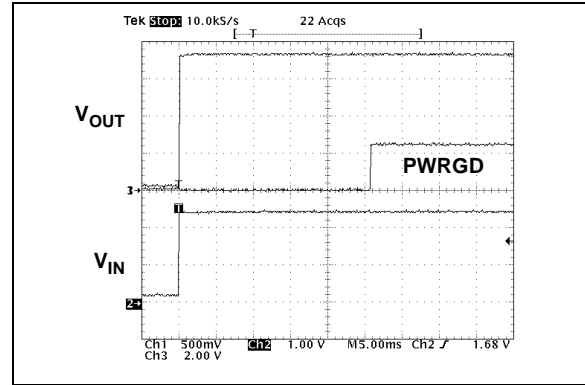 Tek Stop: 10.0kS/s 22 Acqs
T
VOUT
PWRGD
3→
T
T
VIN
2→
Ch1 500mV Ch2 1.00 V M5.00ms Ch2 ƒ 1.68 V
Ch3 2.00 V